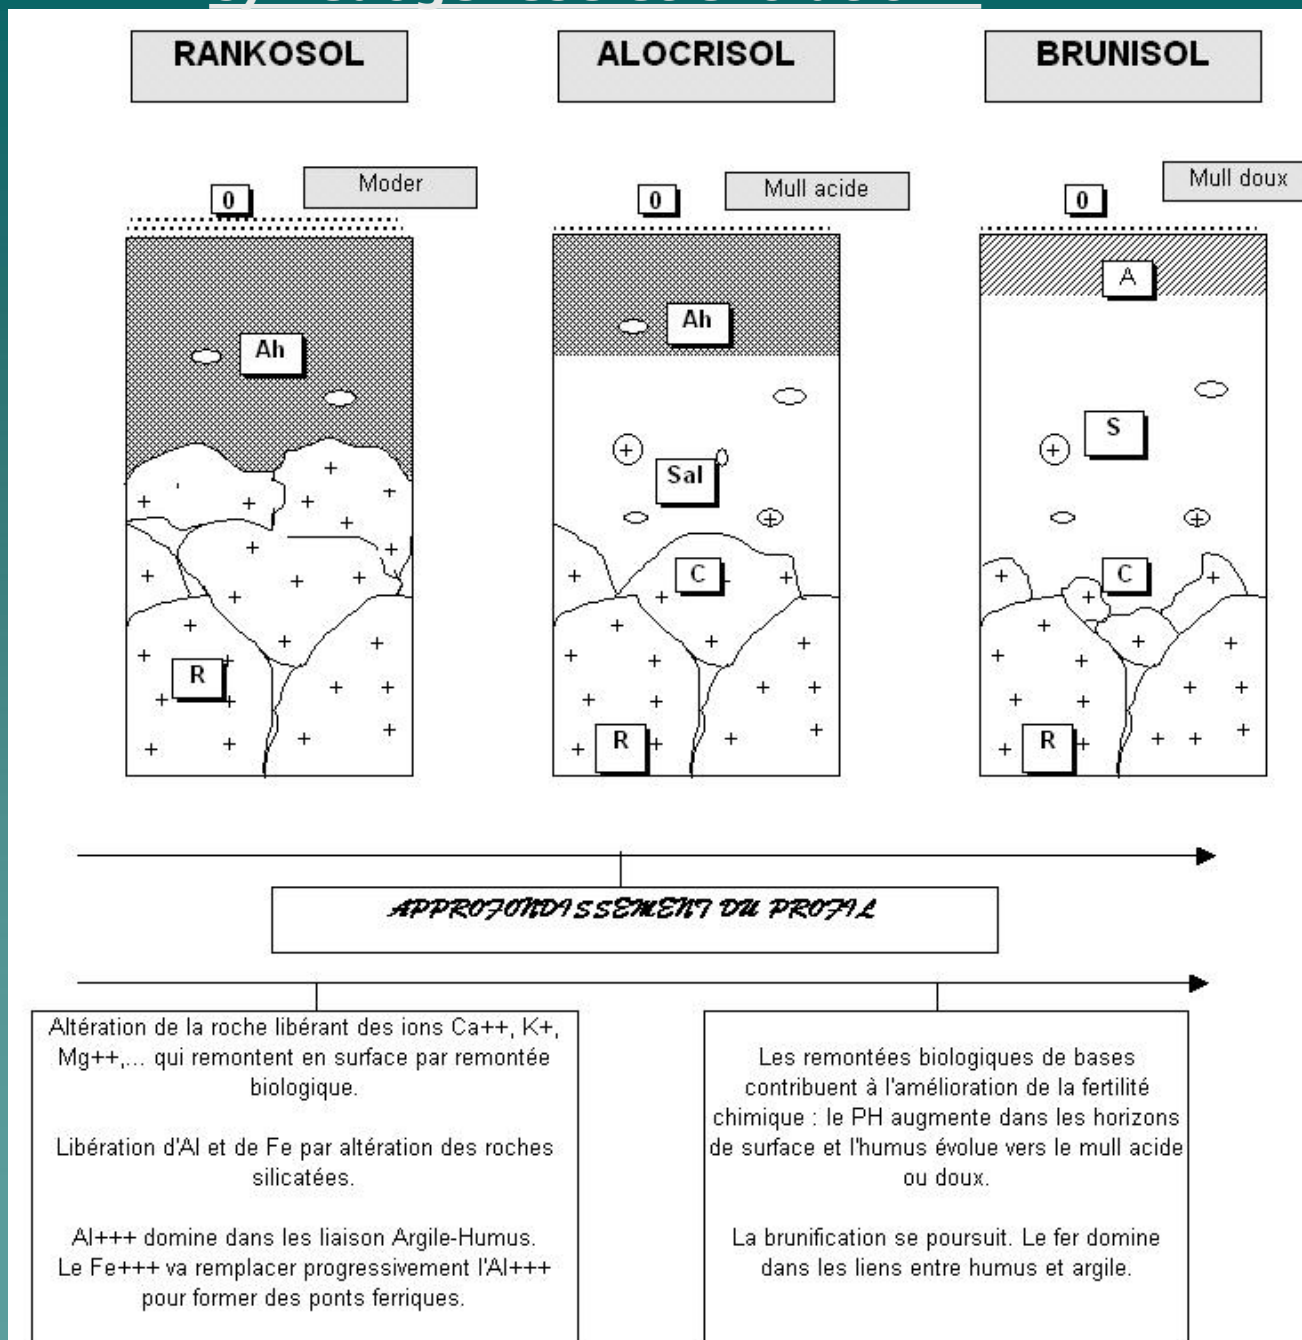 RANKOSOL
ALOCRISOL
BRUNISOL
0
Moder
0
Mull acide
0
Mull doux
Ah
Ah
A
Sal
S
C
C
R
R
R
APPROFONDISSEMENT DU PROFIL
Altération de la roche libérant des ions Ca++, K+,
Mg++,... qui remontent en surface par remontée
biologique.
Libération d'Al et de Fe par altération des roches
silicatées.
Al+++ domine dans les liaison Argile-Humus.
Le Fe+++ va remplacer progressivement l'Al+++
pour former des ponts ferriques.
Les remontées biologiques de bases
contribuent à l'amélioration de la fertilité
chimique : le PH augmente dans les horizons
de surface et l'humus évolue vers le mull acide
ou doux.
La brunification se poursuit. Le fer domine
dans les liens entre humus et argile.